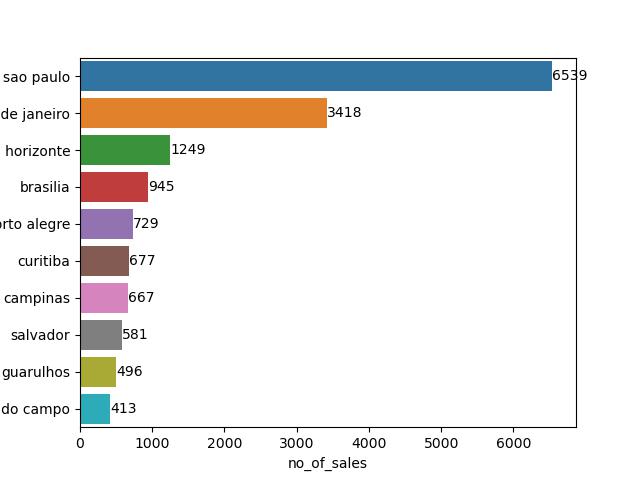 sao paulo 6539
de janeiro 3418
horizonte 1249
brasilia 945
orto alegre 729
curitiba 677
campinas 667
salvador 581
guarulhos 496
do campo 413
0 1000 2000 3000 4000 5000 6000
no_of_sales